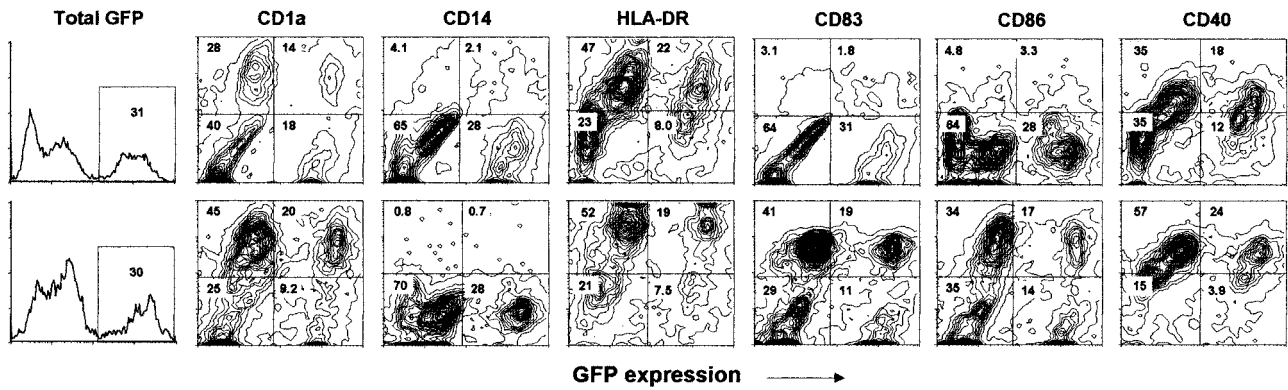 Total GFP CD1a CD14 HLA-DR CD83 CD86 CD40
28 14 4.1 2.1 47 22 3.1 1.8 4.8 3.3 35 18
31
40 18 65 28 23 8.0 64 31 64 28 35 12
45 20 0.8 0.7 52 19 41 19 34 17 57 24
30
25 9.2 70 28 21 7.5 29 11 35 14 15 3.9
GFP expression